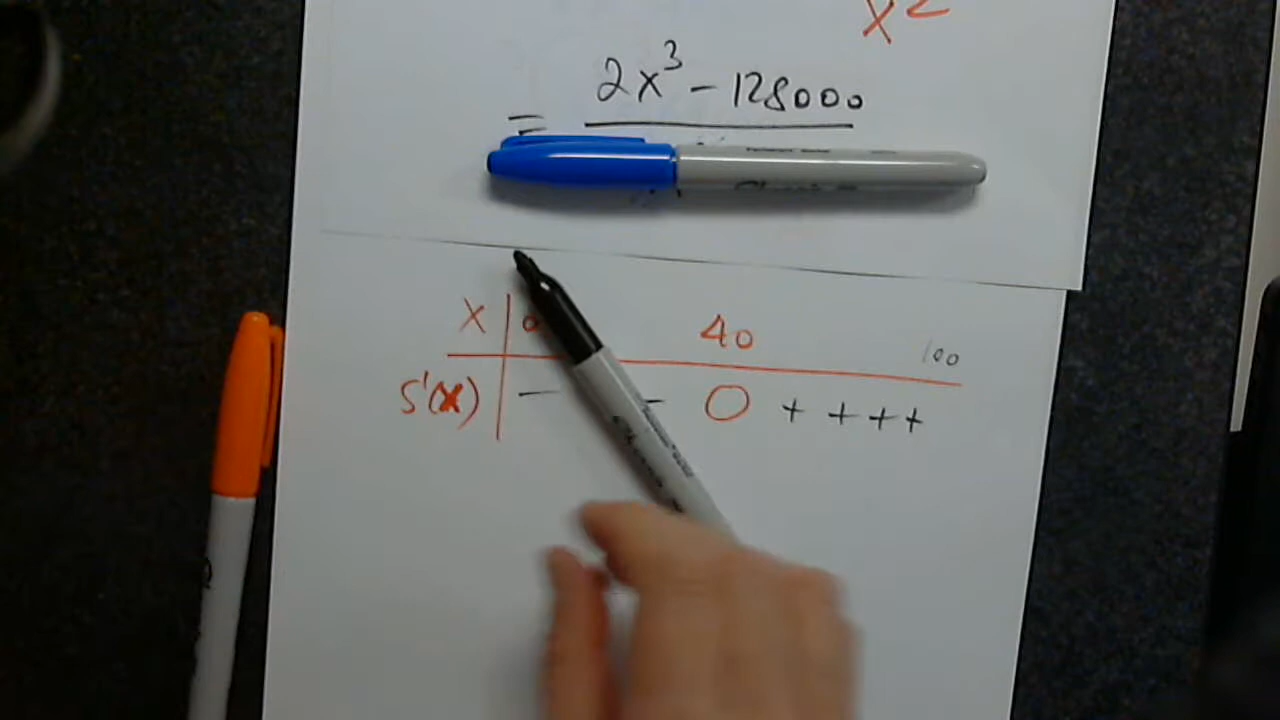 x²
= 2x³ - 128000
x 0 40 100
S'(x) - - 0 + + + +